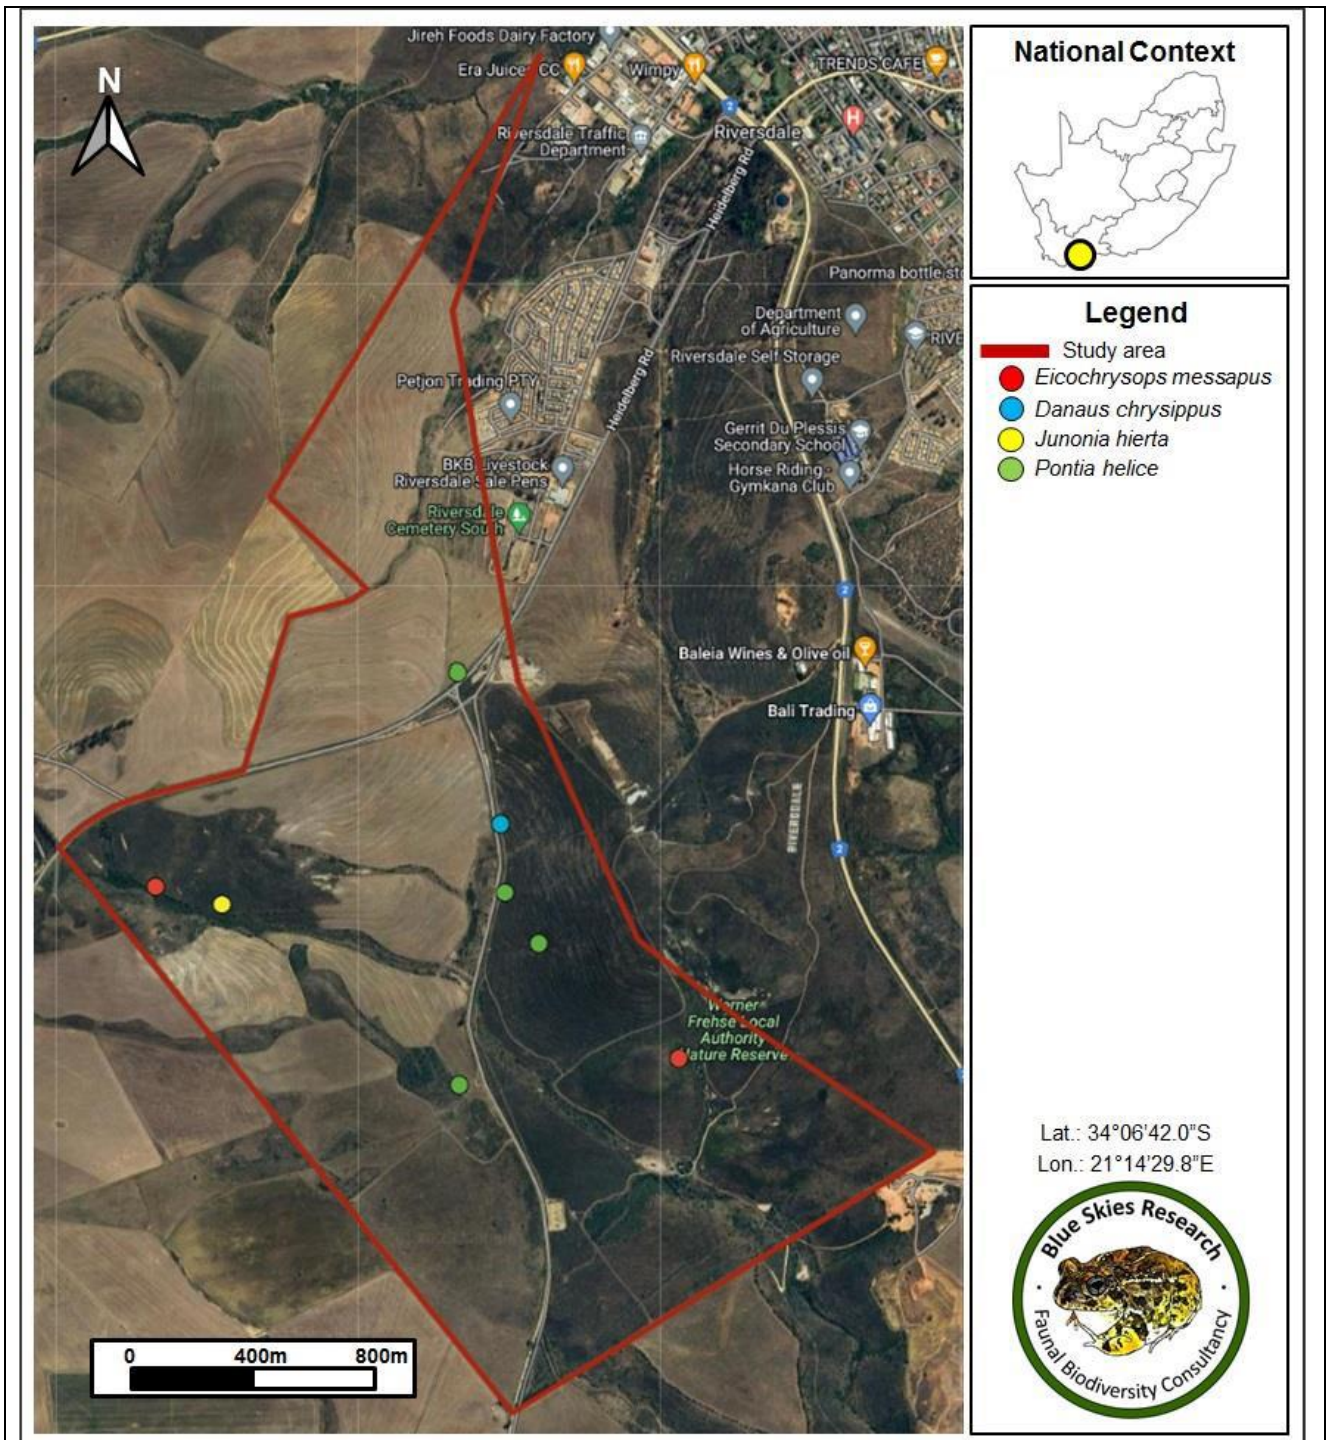 Jireh Foods Dairy Factory
Era Juices CC
Wimpy
TRENDS CAFE
N
2
H
Riversdale Traffic
Department
Riversdale
Heidelberg Rd
Panorma bottle sto
Department
of Agriculture
RIVE
Riversdale Self Storage
Petjon Trading PTY
Heidelberg Rd
Gerrit Du Plessis
Secondary School
BKB Livestock
Riversdale Sale Pens
Horse Riding -
Gymkana Club
Riversdale
Cemetery South
2
Baleia Wines & Olive oil
Bali Trading
RIVERSDALE
2
Werner
Frehse Local
Authority
Nature Reserve
0 400m 800m
National Context
Legend
Study area
Eicochrysops messapus
Danaus chrysippus
Junonia hierta
Pontia helice
Lat.: 34°06'42.0”S
Lon.: 21°14'29.8”E
Blue Skies Research
Faunal Biodiversity Consultancy